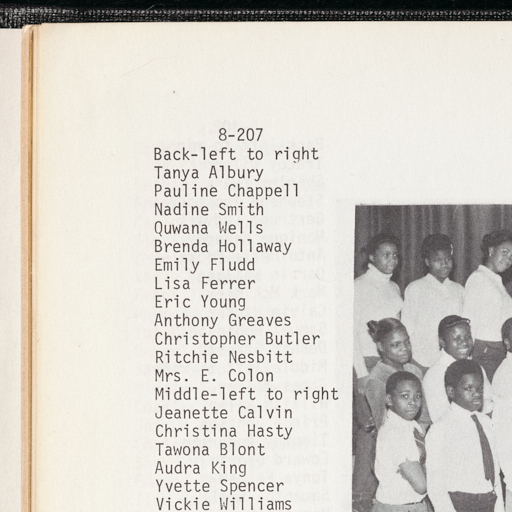 8-207
Back-left to right
Tanya Albury
Pauline Chappell
Nadine Smith
Quwana Wells
Brenda Hollaway
Emily Fludd
Lisa Ferrer
Eric Young
Anthony Greaves
Christopher Butler
Ritchie Nesbitt
Mrs. E. Colon
Middle-left to right
Jeanette Calvin
Christina Hasty
Tawona Blont
Audra King
Yvette Spencer
Vickie Williams